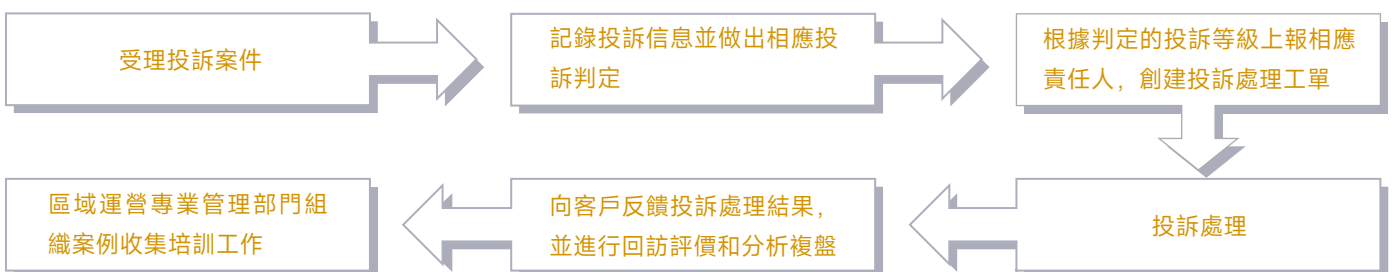 受理投訴案件
記錄投訴信息並做出相應投
訴判定
根據判定的投訴等級上報相應
責任人，創建投訴處理工單
投訴處理
向客戶反饋投訴處理結果，
並進行回訪評價和分析複盤
區域運營專業管理部門組
織案例收集培訓工作